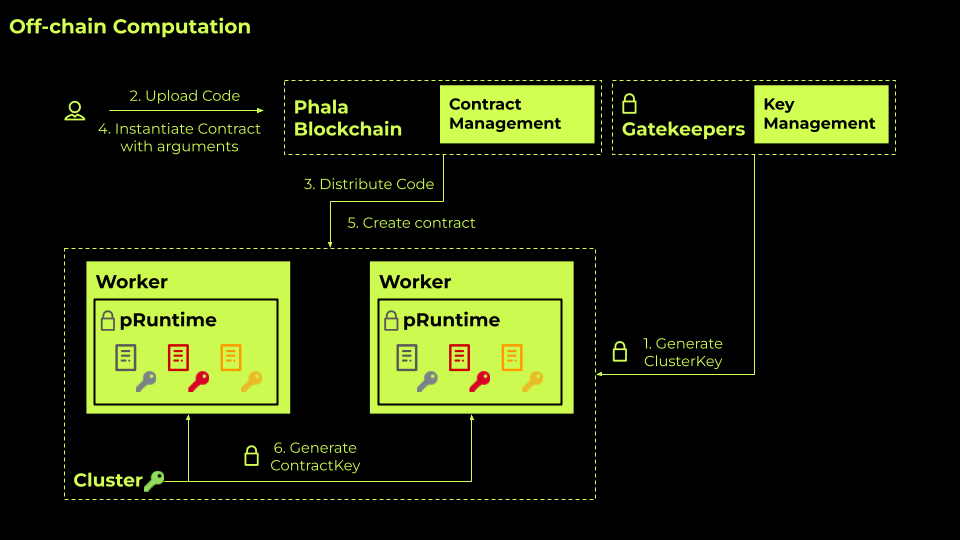 Off-chain Computation
2. Upload Code
4. Instantiate Contract
with arguments
Phala
Blockchain
Contract
Management
Gatekeepers
Key
Management
3. Distribute Code
5. Create contract
Worker
pRuntime
Worker
pRuntime
1. Generate
ClusterKey
6. Generate
ContractKey
Cluster